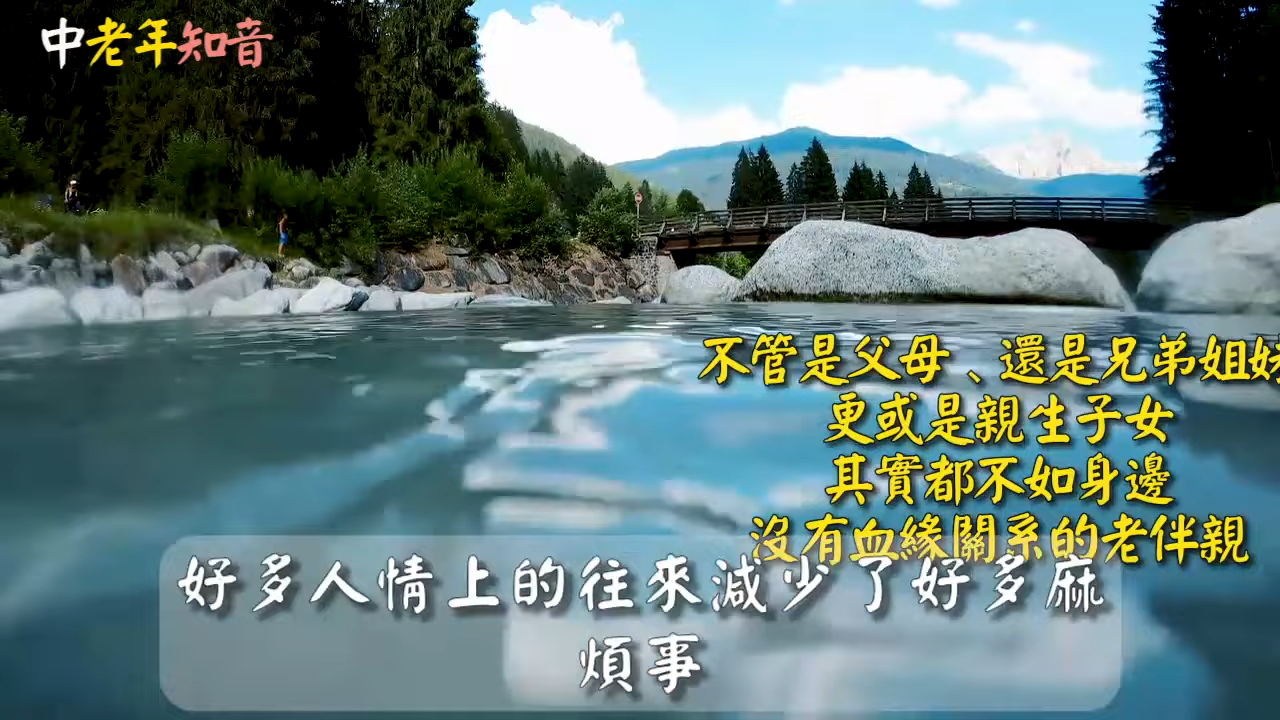 中老年知音
不管是父母、還是兄弟姐妹
更或是親生子女
其實都不如身邊
沒有血緣關系的老伴親
好多人情上的往來減少了好多麻
煩事